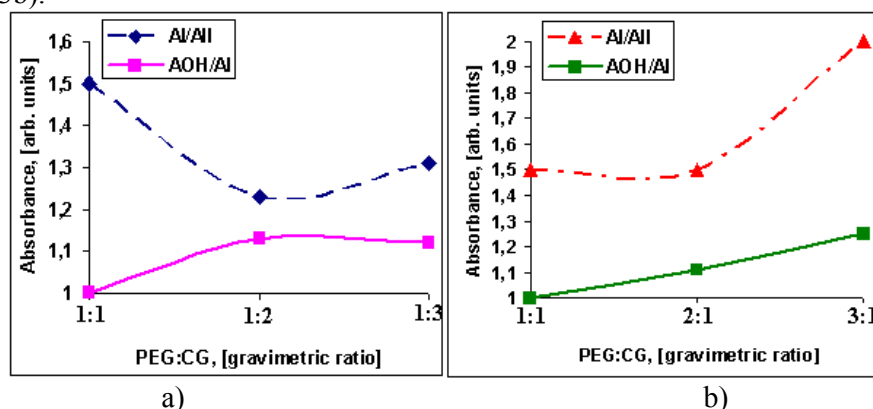 5b).
1,6
1,5
1,4
1,3
1,2
1,1
1
AI/AII
AOH/AI
Absorbance, [arb. units]
1:1 1:2 1:3
PEG:CG, [gravimetric ratio]
a)
2
1,9
1,8
1,7
1,6
1,5
1,4
1,3
1,2
1,1
1
AI/AII
AOH/AI
Absorbance, [arb. units]
1:1 2:1 3:1
PEG:CG, [gravimetric ratio]
b)